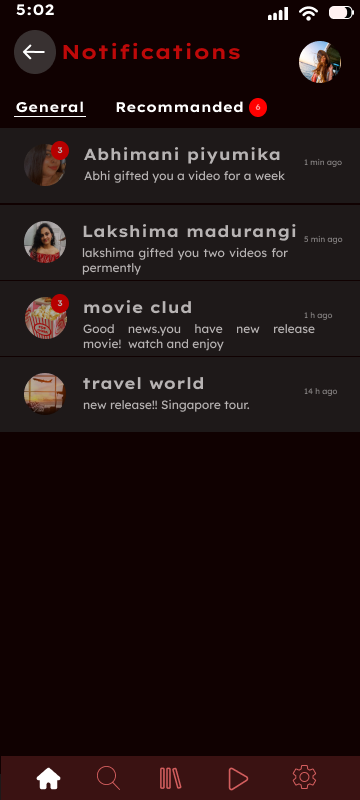 5:02
Notifications
General Recommanded 6
3
Abhimani piyumika
1 min ago
Abhi gifted you a video for a week
Lakshima madurangi
5 min ago
lakshima gifted you two videos for
permently
3
movie clud
1 h ago
Good news.you have new release
movie! watch and enjoy
travel world
14 h ago
new release!! Singapore tour.